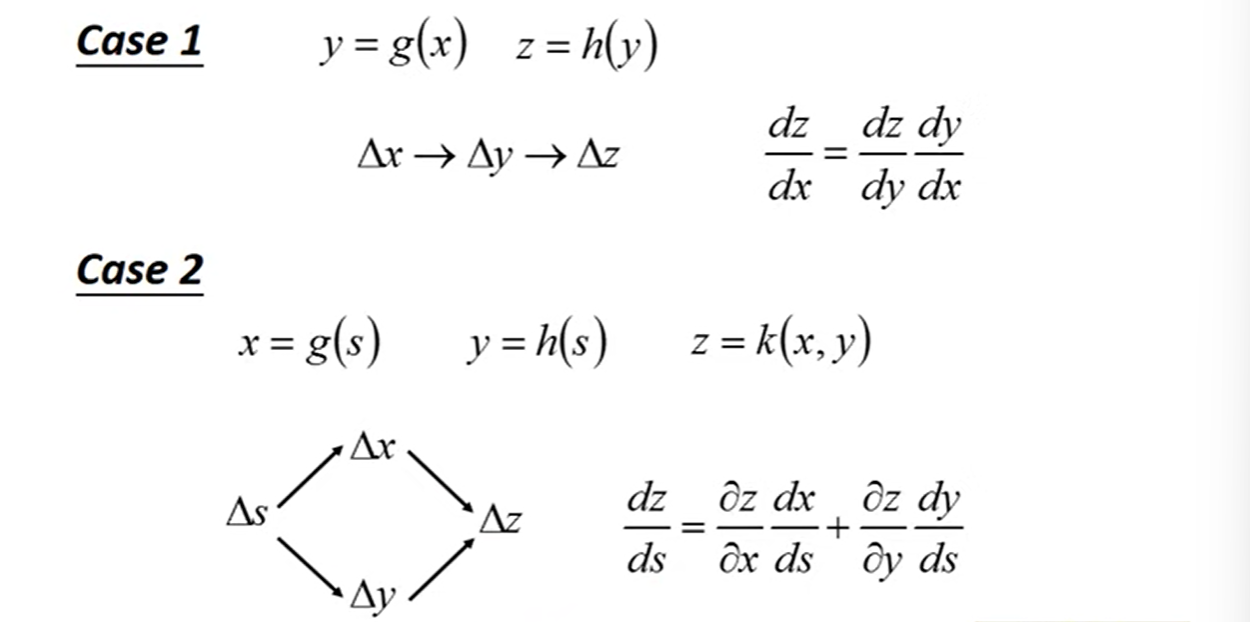 Case 1 y = g(x) z = h(y)
Δx → Δy → Δz dz/dx = dz/dy dy/dx
Case 2
x = g(s) y = h(s) z = k(x, y)
Δx
Δs Δz dz/ds = ∂z/∂x dx/ds + ∂z/∂y dy/ds
Δy